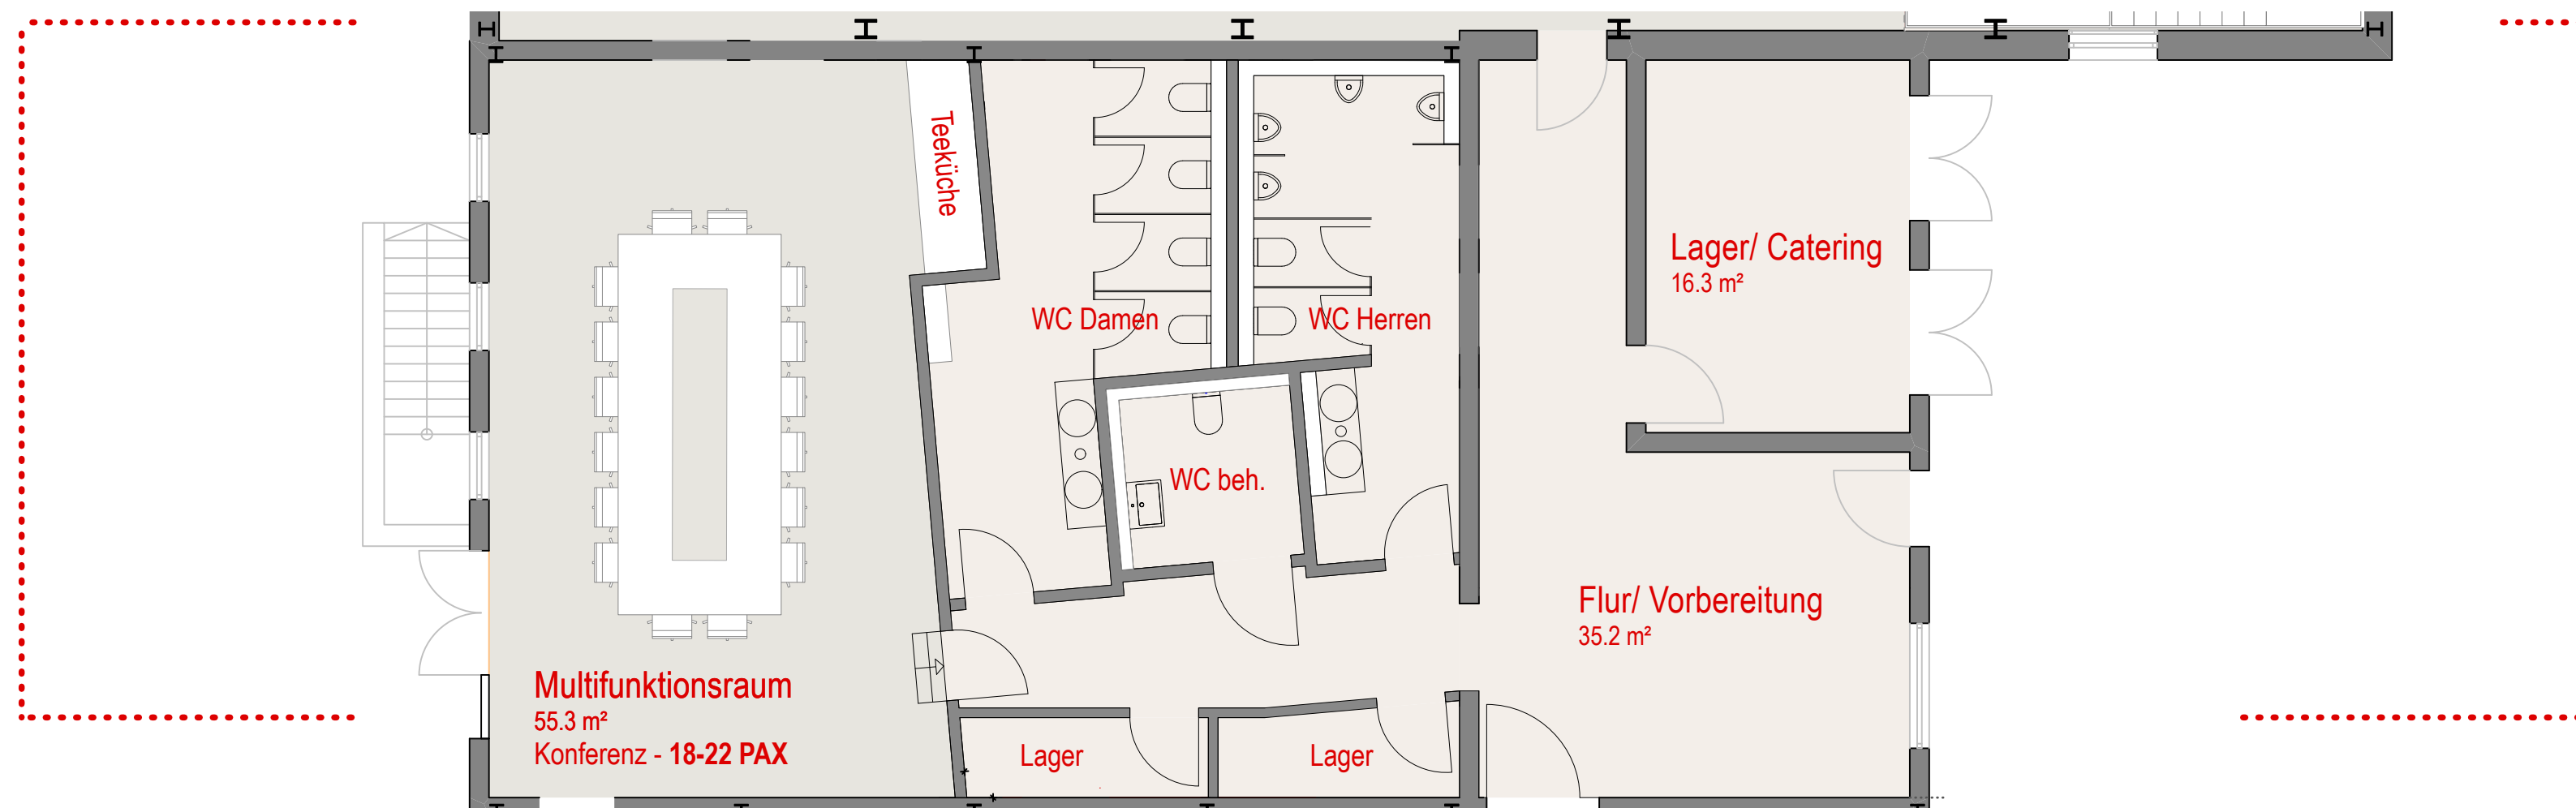 Teeküche
Lager/ Catering
16.3 m²
WC Damen
WC Herren
WC beh.
Flur/ Vorbereitung
35.2 m²
Multifunktionsraum
55.3 m²
Konferenz - 18-22 PAX
Lager
Lager